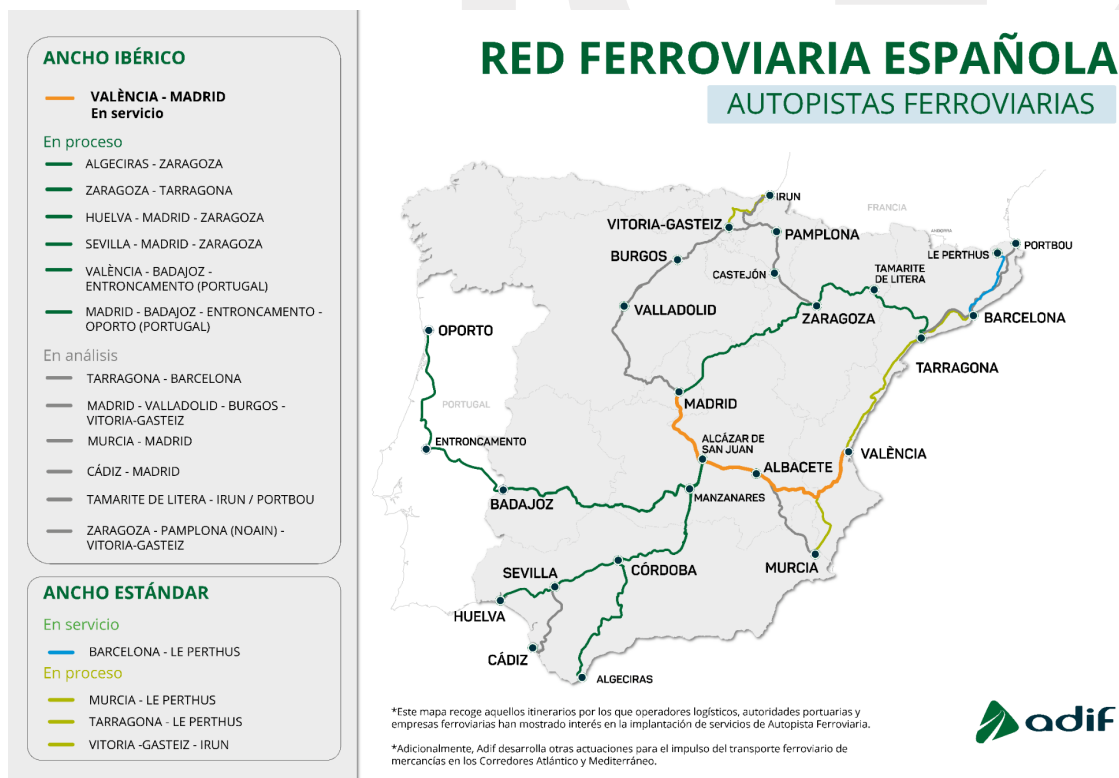 RED FERROVIARIA ESPAÑOLA
AUTOPISTAS FERROVIARIAS
ANCHO IBÉRICO
VALÈNCIA - MADRID
En servicio
En proceso
ALGECIRAS - ZARAGOZA
ZARAGOZA - TARRAGONA
HUELVA - MADRID - ZARAGOZA
SEVILLA - MADRID - ZARAGOZA
VALÈNCIA - BADAJOZ -
ENTRONCAMENTO (PORTUGAL)
MADRID - BADAJOZ - ENTRONCAMENTO -
OPORTO (PORTUGAL)
En análisis
TARRAGONA - BARCELONA
MADRID - VALLADOLID - BURGOS -
VITORIA-GASTEIZ
MURCIA - MADRID
CÁDIZ - MADRID
TAMARITE DE LITERA - IRUN / PORTBOU
ZARAGOZA - PAMPLONA (NOAIN) -
VITORIA-GASTEIZ
ANCHO ESTÁNDAR
En servicio
BARCELONA - LE PERTHUS
En proceso
MURCIA - LE PERTHUS
TARRAGONA - LE PERTHUS
VITORIA -GASTEIZ - IRUN
IRUN
FRANCIA
VITORIA-GASTEIZ
PAMPLONA
ANDORRA
PORTBOU
LE PERTHUS
BURGOS
CASTEJÓN
TAMARITE
DE LITERA
VALLADOLID
ZARAGOZA
BARCELONA
OPORTO
TARRAGONA
PORTUGAL
MADRID
ENTRONCAMENTO
ALCÁZAR DE
SAN JUAN
VALÈNCIA
ALBACETE
BADAJOZ
MANZANARES
MURCIA
CÓRDOBA
SEVILLA
HUELVA
CÁDIZ
ALGECIRAS
*Este mapa recoge aquellos itinerarios por los que operadores logísticos, autoridades portuarias y
empresas ferroviarias han mostrado interés en la implantación de servicios de Autopista Ferroviaria.
*Adicionalmente, Adif desarrolla otras actuaciones para el impulso del transporte ferroviario de
mercancías en los Corredores Atlántico y Mediterráneo.
adif